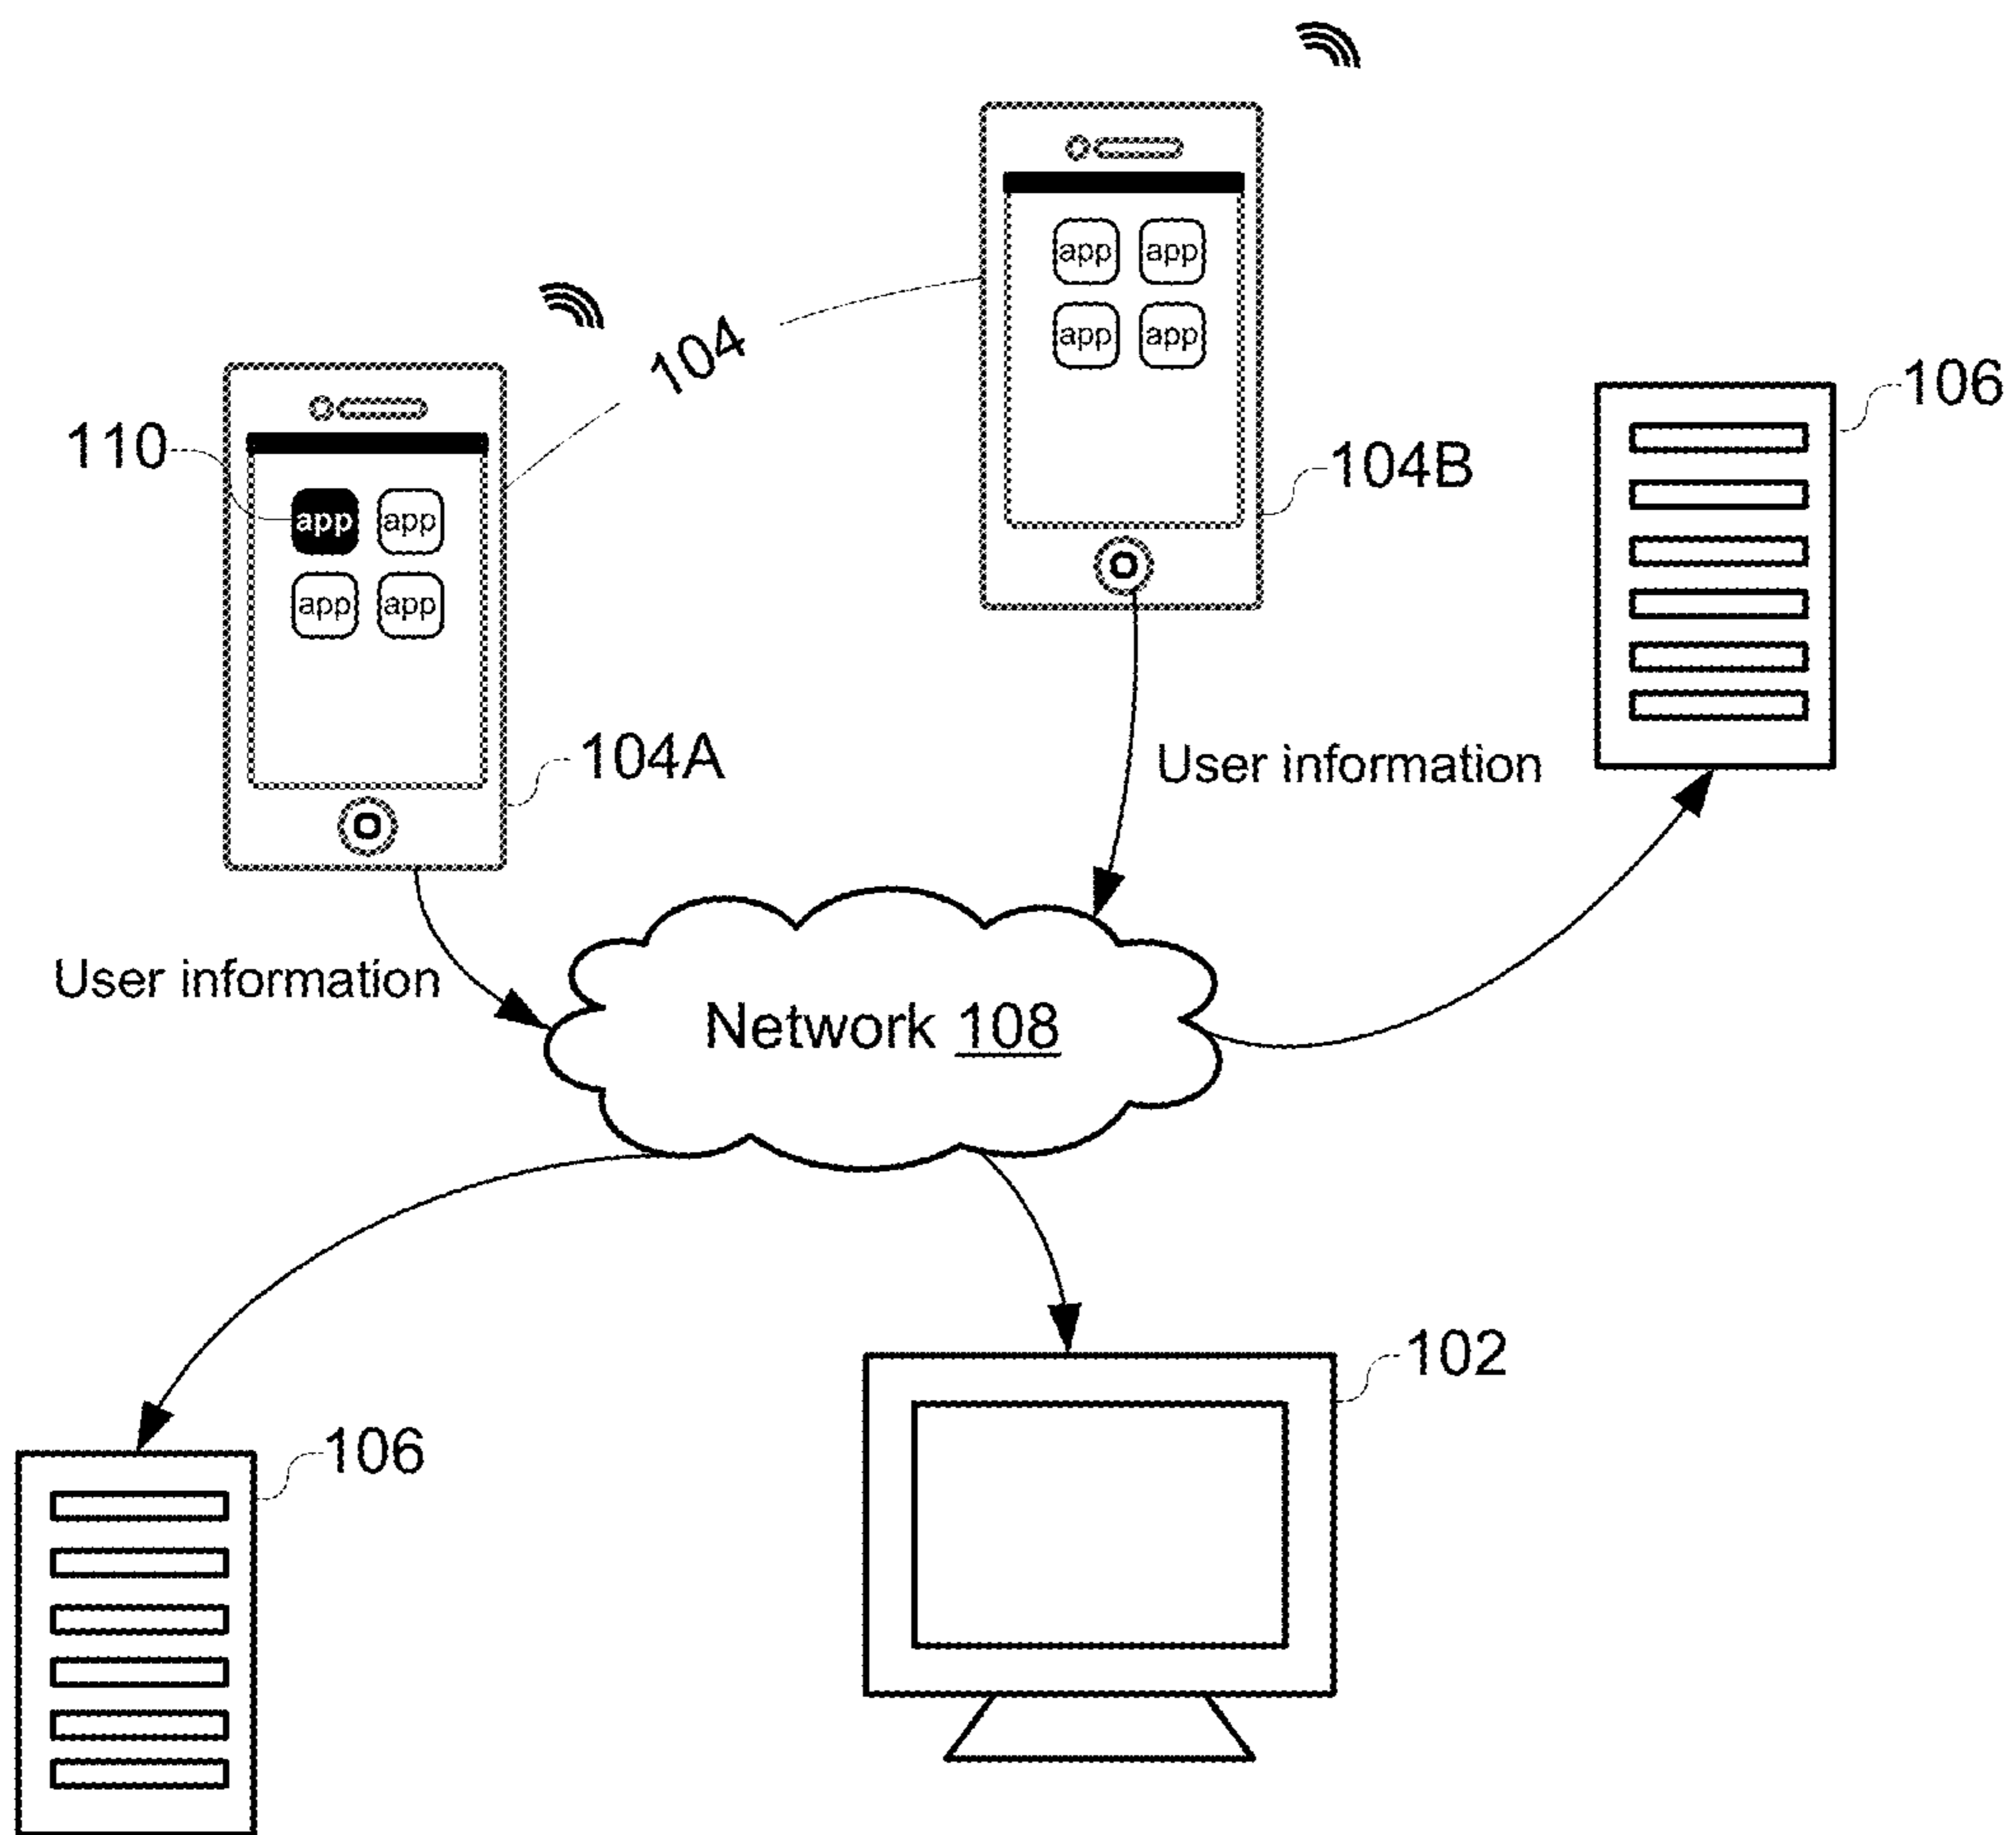 app app
app app
104
106
110
104B
app app
app app
104A
User information
User information
Network 108
102
106